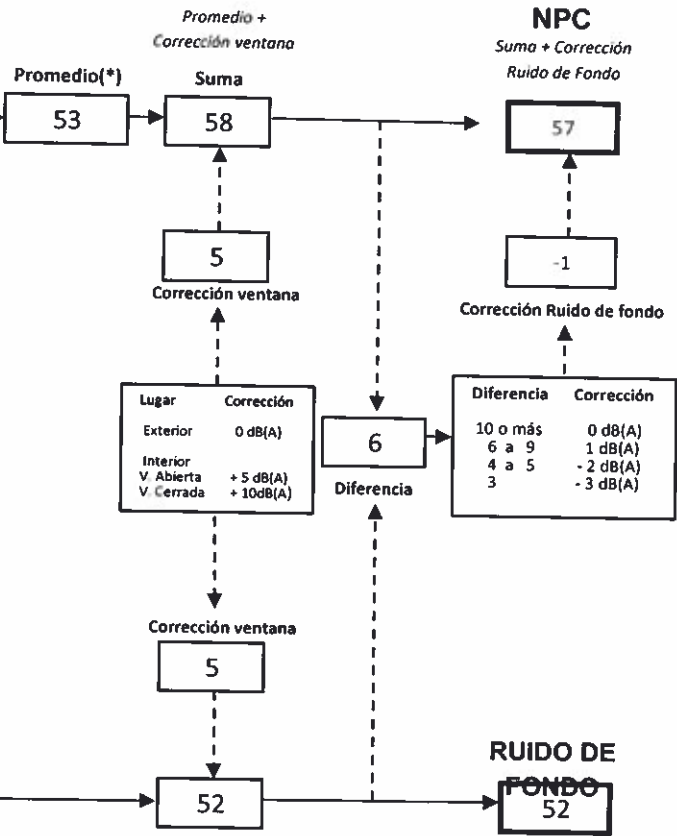 Promedio +
Corrección ventana
NPC
Suma + Corrección
Ruido de Fondo
Promedio(*)
Suma
53
58
57
5
Corrección ventana
-1
Corrección Ruido de fondo
Lugar Corrección
Exterior 0 dB(A)
Interior
V. Abierta + 5 dB(A)
V. Cerrada + 10dB(A)
6
Diferencia
Diferencia Corrección
10 o más 0 dB(A)
6 a 9 1 dB(A)
4 a 5 - 2 dB(A)
3 - 3 dB(A)
Corrección ventana
5
52
RUIDO DE
FONDO
52